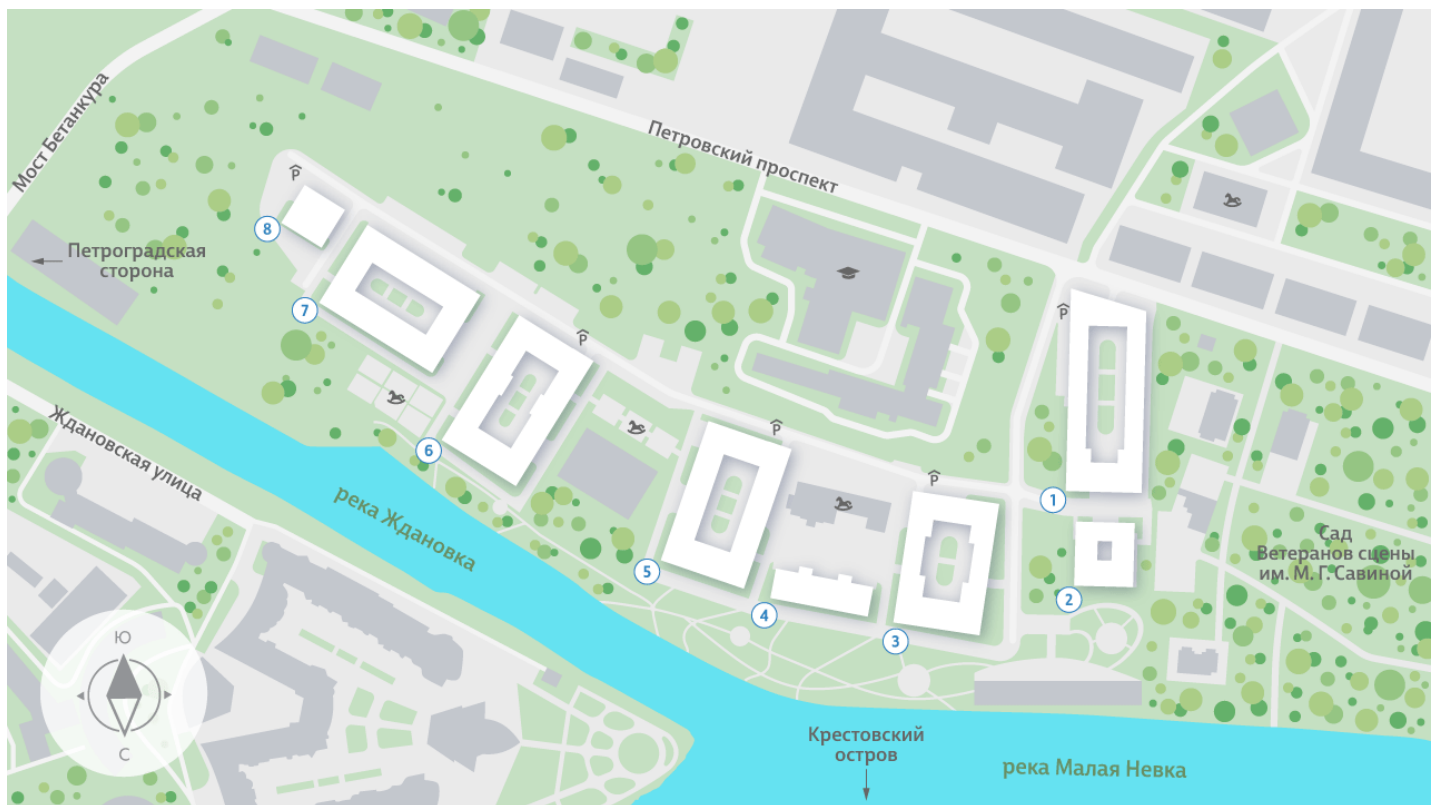 Мост Бетанкура
Петровский проспект
P
8
Петроградская
сторона
7
P
P
6
P
P
1
Ждановская улица
река Ждановка
5
4
3
2
Сад
Ветеранов сцены
им. М. Г. Савиной
Ю
С
Крестовский
остров
река Малая Невка